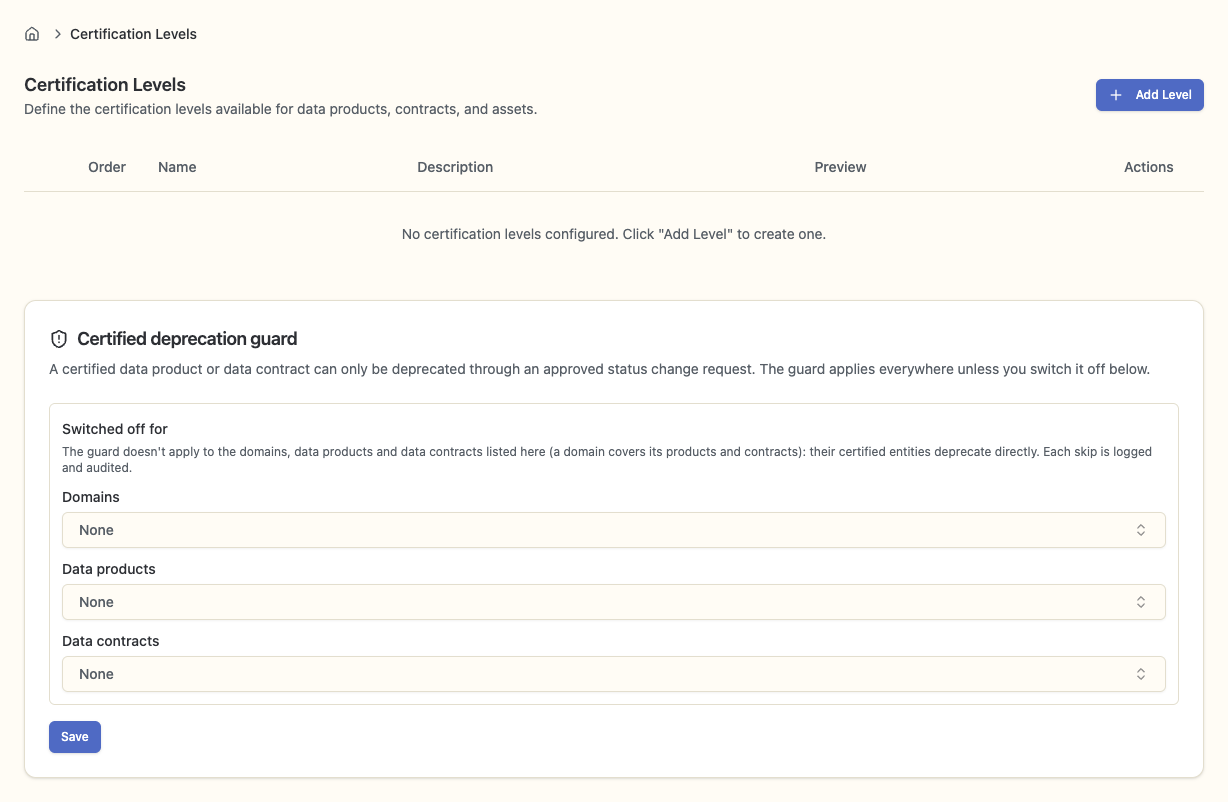 Certification Levels
Certification Levels
Define the certification levels available for data products, contracts, and assets.
Add Level
Order Name Description Preview Actions
No certification levels configured. Click "Add Level" to create one.
Certified deprecation guard
A certified data product or data contract can only be deprecated through an approved status change request. The guard applies everywhere unless you switch it off below.
Switched off for
The guard doesn't apply to the domains, data products and data contracts listed here (a domain covers its products and contracts): their certified entities deprecate directly. Each skip is logged
and audited.
Domains
None
Data products
None
Data contracts
None
Save